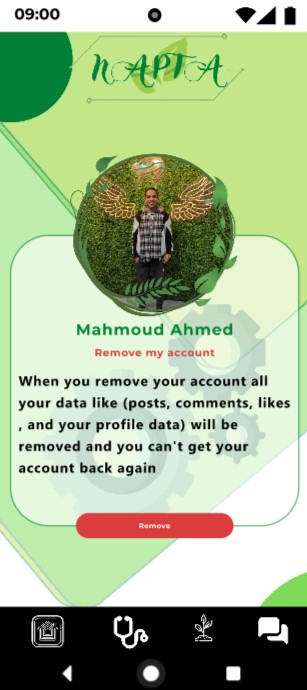 09:00
NAPTA
Mahmoud Ahmed
Remove my account
When you remove your account all
your data like (posts, comments, likes
, and your profile data) will be
removed and you can't get your
account back again
Remove